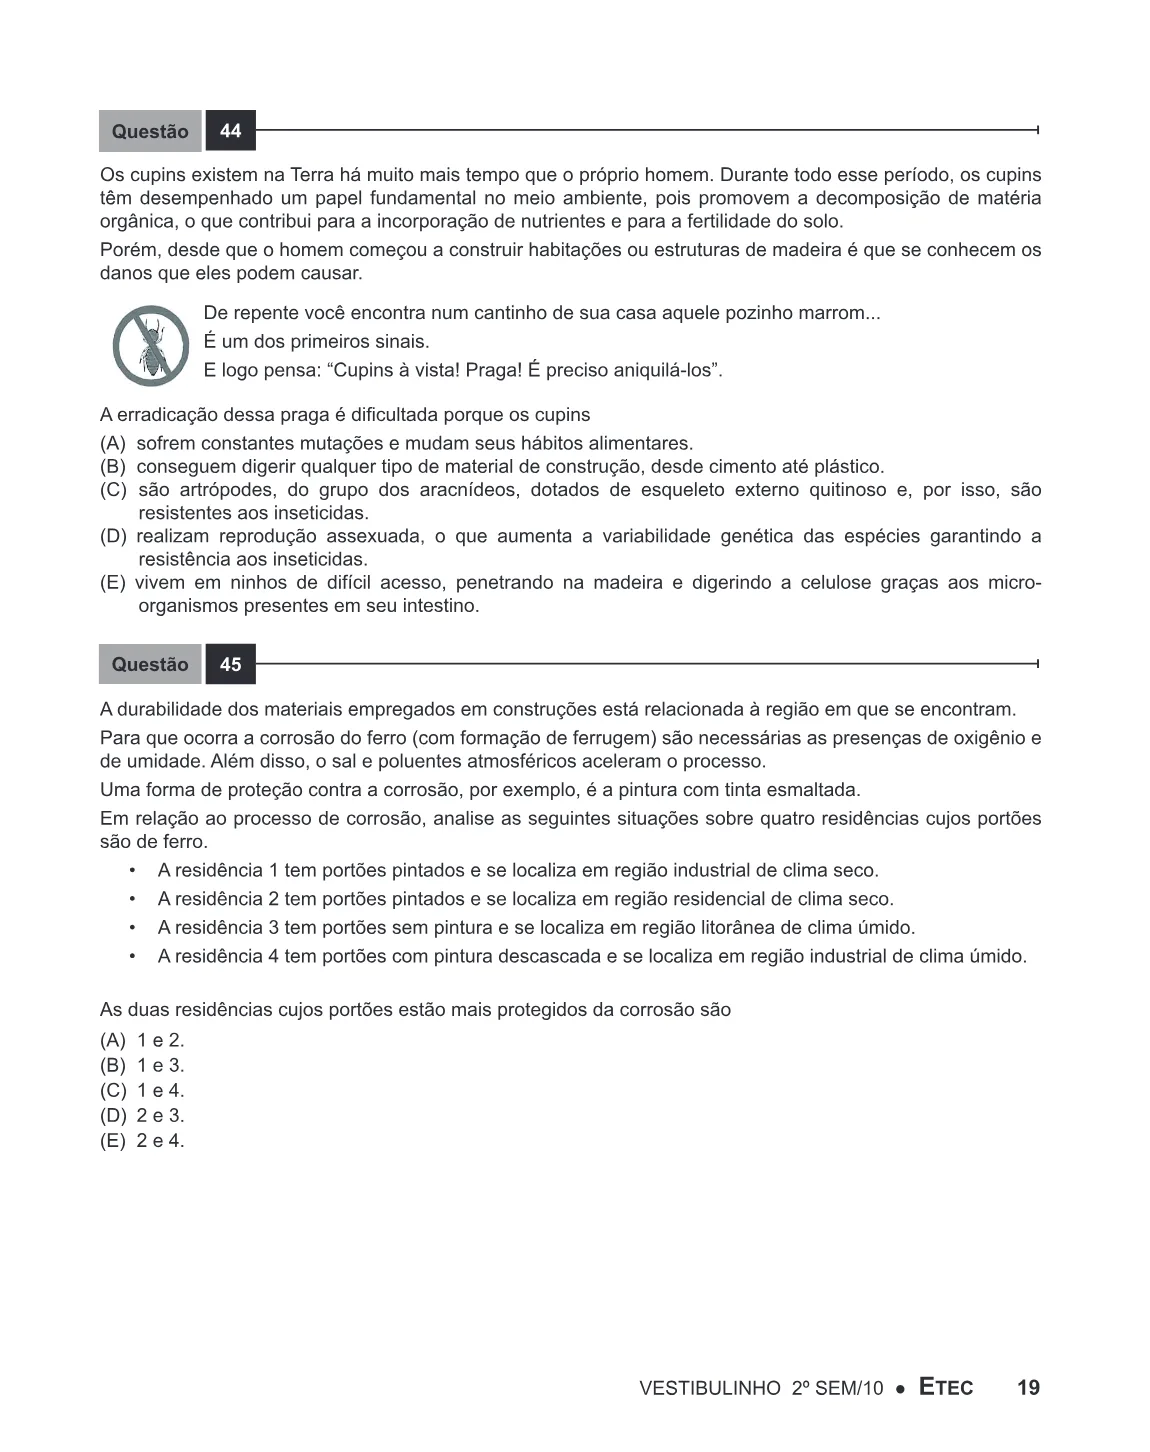 Questão 44
Os cupins existem na Terra há muito mais tempo que o próprio homem. Durante todo esse período, os cupins
têm desempenhado um papel fundamental no meio ambiente, pois promovem a decomposição de matéria
orgânica, o que contribui para a incorporação de nutrientes e para a fertilidade do solo.
Porém, desde que o homem começou a construir habitações ou estruturas de madeira é que se conhecem os
danos que eles podem causar.
De repente você encontra num cantinho de sua casa aquele pozinho marrom...
É um dos primeiros sinais.
E logo pensa: “Cupins à vista! Praga! É preciso aniquilá-los”.
A erradicação dessa praga é dificultada porque os cupins
(A) sofrem constantes mutações e mudam seus hábitos alimentares.
(B) conseguem digerir qualquer tipo de material de construção, desde cimento até plástico.
(C) são artrópodes, do grupo dos aracnídeos, dotados de esqueleto externo quitinoso e, por isso, são
resistentes aos inseticidas.
(D) realizam reprodução assexuada, o que aumenta a variabilidade genética das espécies garantindo a
resistência aos inseticidas.
(E) vivem em ninhos de difícil acesso, penetrando na madeira e digerindo a celulose graças aos micro-
organismos presentes em seu intestino.
Questão 45
A durabilidade dos materiais empregados em construções está relacionada à região em que se encontram.
Para que ocorra a corrosão do ferro (com formação de ferrugem) são necessárias as presenças de oxigênio e
de umidade. Além disso, o sal e poluentes atmosféricos aceleram o processo.
Uma forma de proteção contra a corrosão, por exemplo, é a pintura com tinta esmaltada.
Em relação ao processo de corrosão, analise as seguintes situações sobre quatro residências cujos portões
são de ferro.
• A residência 1 tem portões pintados e se localiza em região industrial de clima seco.
• A residência 2 tem portões pintados e se localiza em região residencial de clima seco.
• A residência 3 tem portões sem pintura e se localiza em região litorânea de clima úmido.
• A residência 4 tem portões com pintura descascada e se localiza em região industrial de clima úmido.
As duas residências cujos portões estão mais protegidos da corrosão são
(A) 1 e 2.
(B) 1 e 3.
(C) 1 e 4.
(D) 2 e 3.
(E) 2 e 4.
VESTIBULINHO 2º SEM/10 • ETEC 19